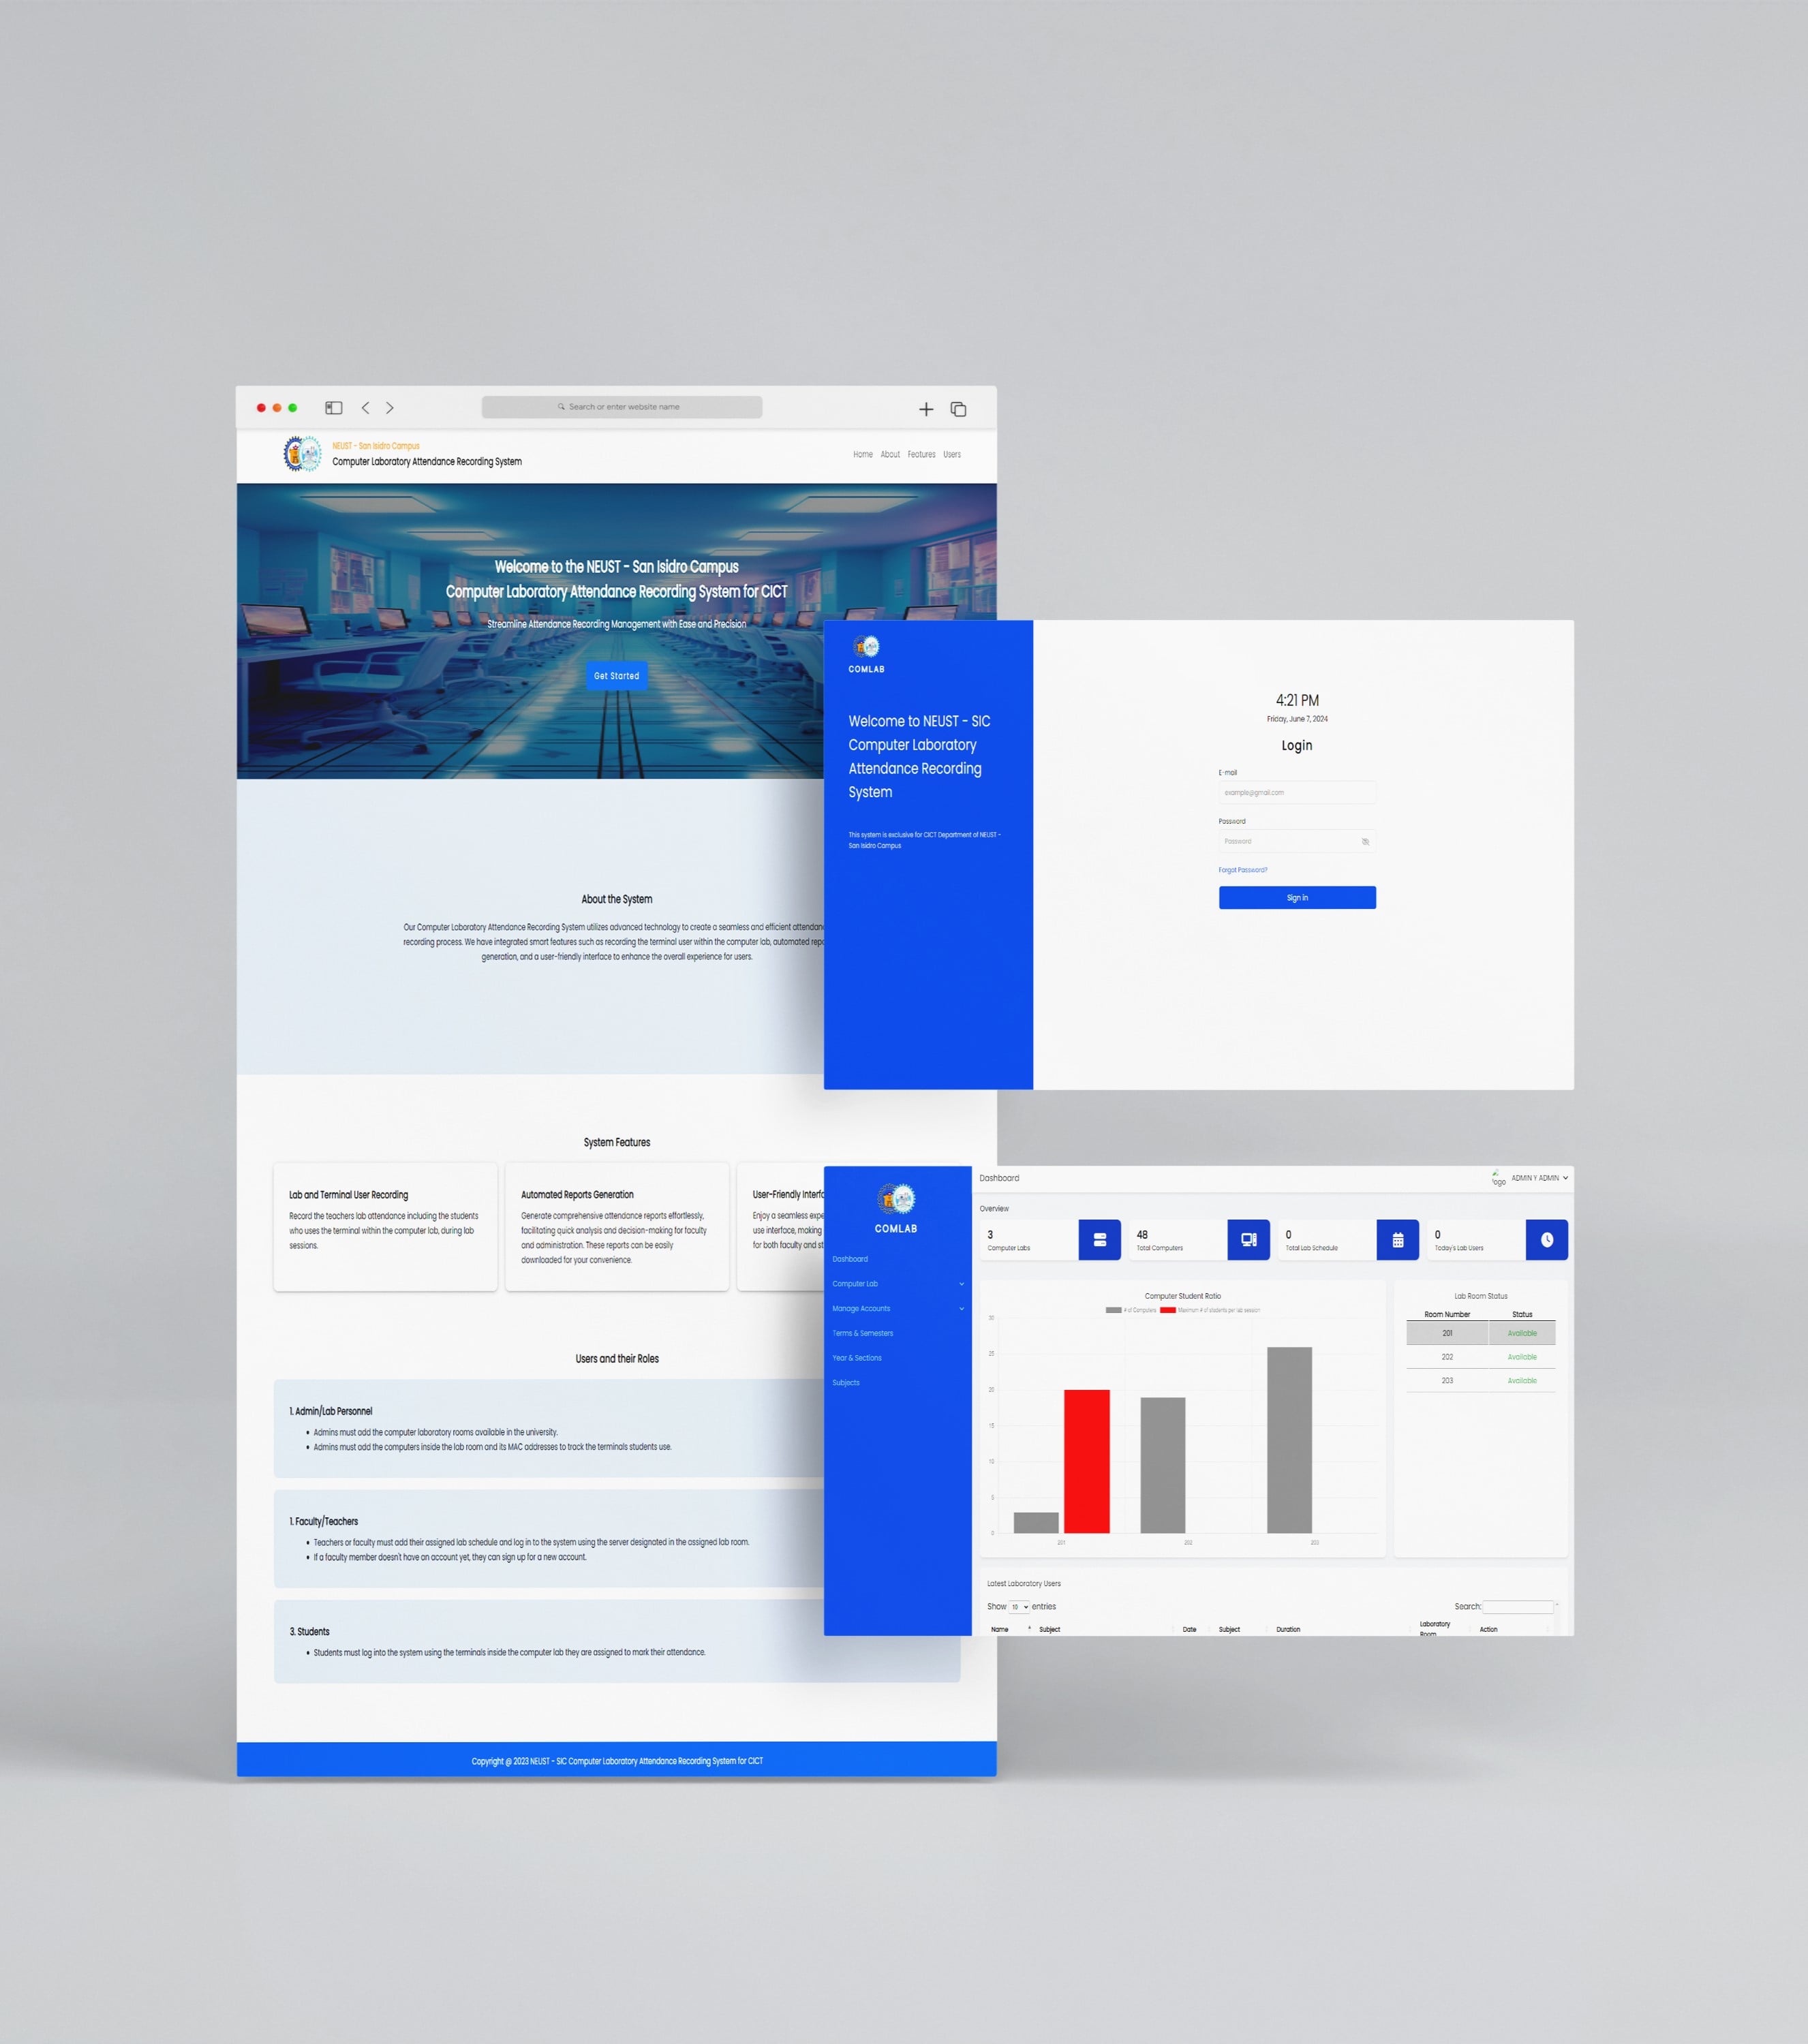 Search or enter website name
NEUST - San Isidro Campus
Computer Laboratory Attendance Recording System
Home About Features Users
Welcome to the NEUST - San Isidro Campus
Computer Laboratory Attendance Recording System for CICT
Streamline Attendance Recording Management with Ease and Precision
Get Started
About the System
Our Computer Laboratory Attendance Recording System utilizes advanced technology to create a seamless and efficient
recording process. We have integrated smart features such as recording the terminal user within the computer lab, automated
generation, and a user-friendly interface to enhance the overall experience for users.
System Features
Lab and Terminal User Recording
Record the teachers lab attendance including the students
who uses the terminal within the computer lab, during lab
sessions.
Automated Reports Generation
Generate comprehensive attendance reports effortlessly,
facilitating quick analysis and decision-making for faculty
and administration. These reports can be easily
downloaded for your convenience.
User-Friendly
Enjoy a seamless
use interface, making
for both faculty and
Users and their Roles
1. Admin/Lab Personnel
• Admins must add the computer laboratory rooms available in the university.
• Admins must add the computers inside the lab room and its MAC addresses to track the terminals students use.
1. Faculty/Teachers
• Teachers or faculty must add their assigned lab schedule and log in to the system using the server designated in the assigned lab room.
• If a faculty member doesn't have an account yet, they can sign up for a new account.
3. Students
• Students must log into the system using the terminals inside the computer lab they are assigned to mark their attendance.
Copyright @ 2023 NEUST - SIC Computer Laboratory Attendance Recording System for CICT
COMLAB
Welcome to NEUST - SIC
Computer Laboratory
Attendance Recording
System
This system is exclusive for CICT Department of NEUST -
San Isidro Campus
4:21 PM
Friday, June 7, 2024
Login
E-mail
example@gmail.com
Password
Password
Forgot Password?
Sign in
COMLAB
Dashboard
Computer Lab
Manage Accounts
Terms & Semesters
Year & Sections
Subjects
Dashboard
logo ADMIN Y ADMIN
Overview
3
Computer Labs
48
Total Computers
0
Total Lab Schedule
0
Today's Lab Users
Computer Student Ratio
# of Computers Maximum # of students per lab session
30
25
20
15
10
5
0
201 202 203
Lab Room Status
Room Number Status
201 Available
202 Available
203 Available
Latest Laboratory Users
Show 10 entries
Search:
Name Subject Date Subject Duration Laboratory Room Action